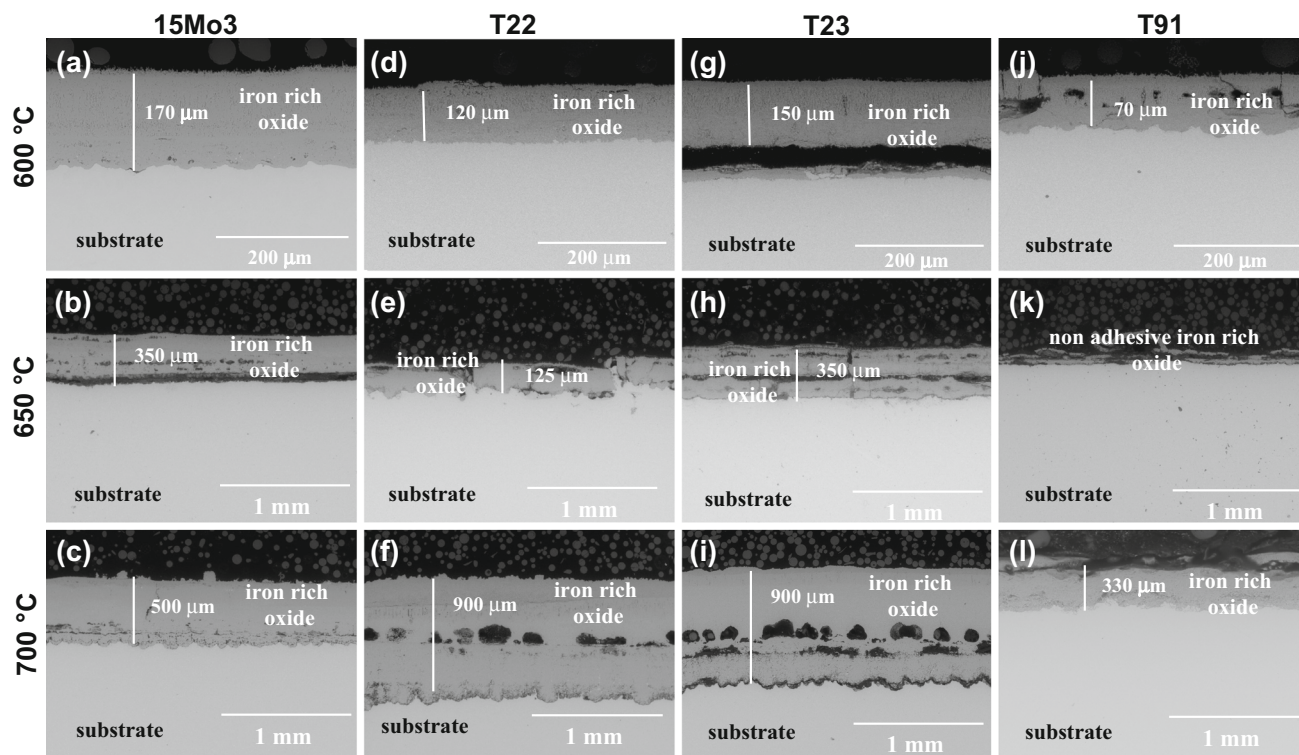 15Mo3 T22 T23 T91
600 °C
(a)
170 µm
iron rich
oxide
substrate
200 µm
(d)
120 µm
iron rich
oxide
substrate
200 µm
(g)
150 µm
iron rich
oxide
substrate
200 µm
(j)
70 µm
iron rich
oxide
substrate
200 µm
650 °C
(b)
350 µm
iron rich
oxide
substrate
1 mm
(e)
iron rich
oxide
125 µm
substrate
1 mm
(h)
iron rich
oxide
350 µm
substrate
1 mm
(k)
non adhesive iron rich
oxide
substrate
1 mm
700 °C
(c)
500 µm
iron rich
oxide
substrate
1 mm
(f)
900 µm
iron rich
oxide
substrate
1 mm
(i)
900 µm
iron rich
oxide
substrate
1 mm
(l)
330 µm
iron rich
oxide
substrate
1 mm